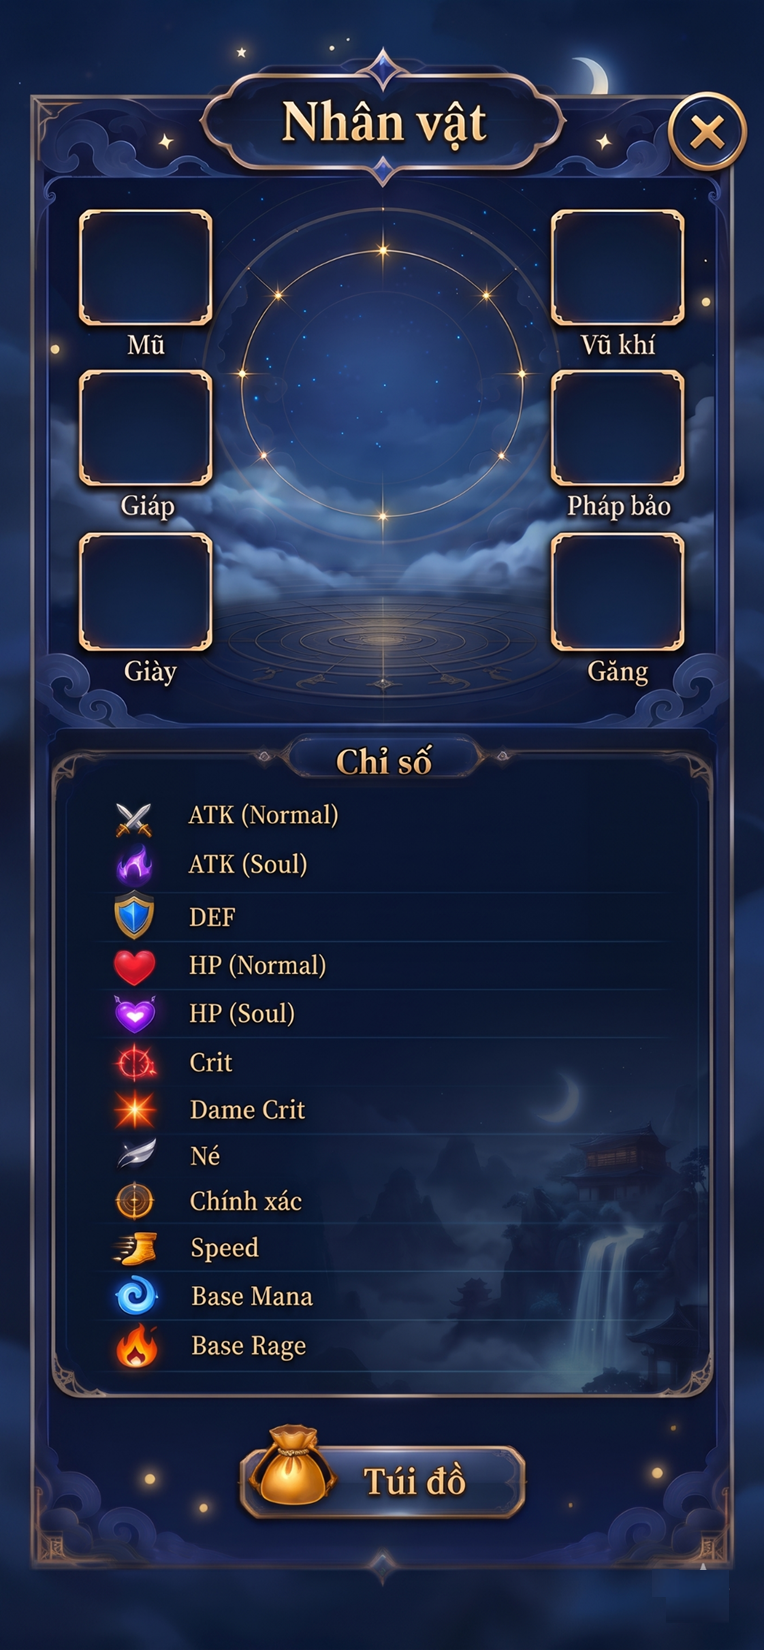 Nhân vật
Mũ
Vũ khí
Giáp
Pháp bảo
Giày
Găng
Chỉ số
ATK (Normal)
ATK (Soul)
DEF
HP (Normal)
HP (Soul)
Crit
Dame Crit
Né
Chính xác
Speed
Base Mana
Base Rage
Túi đồ